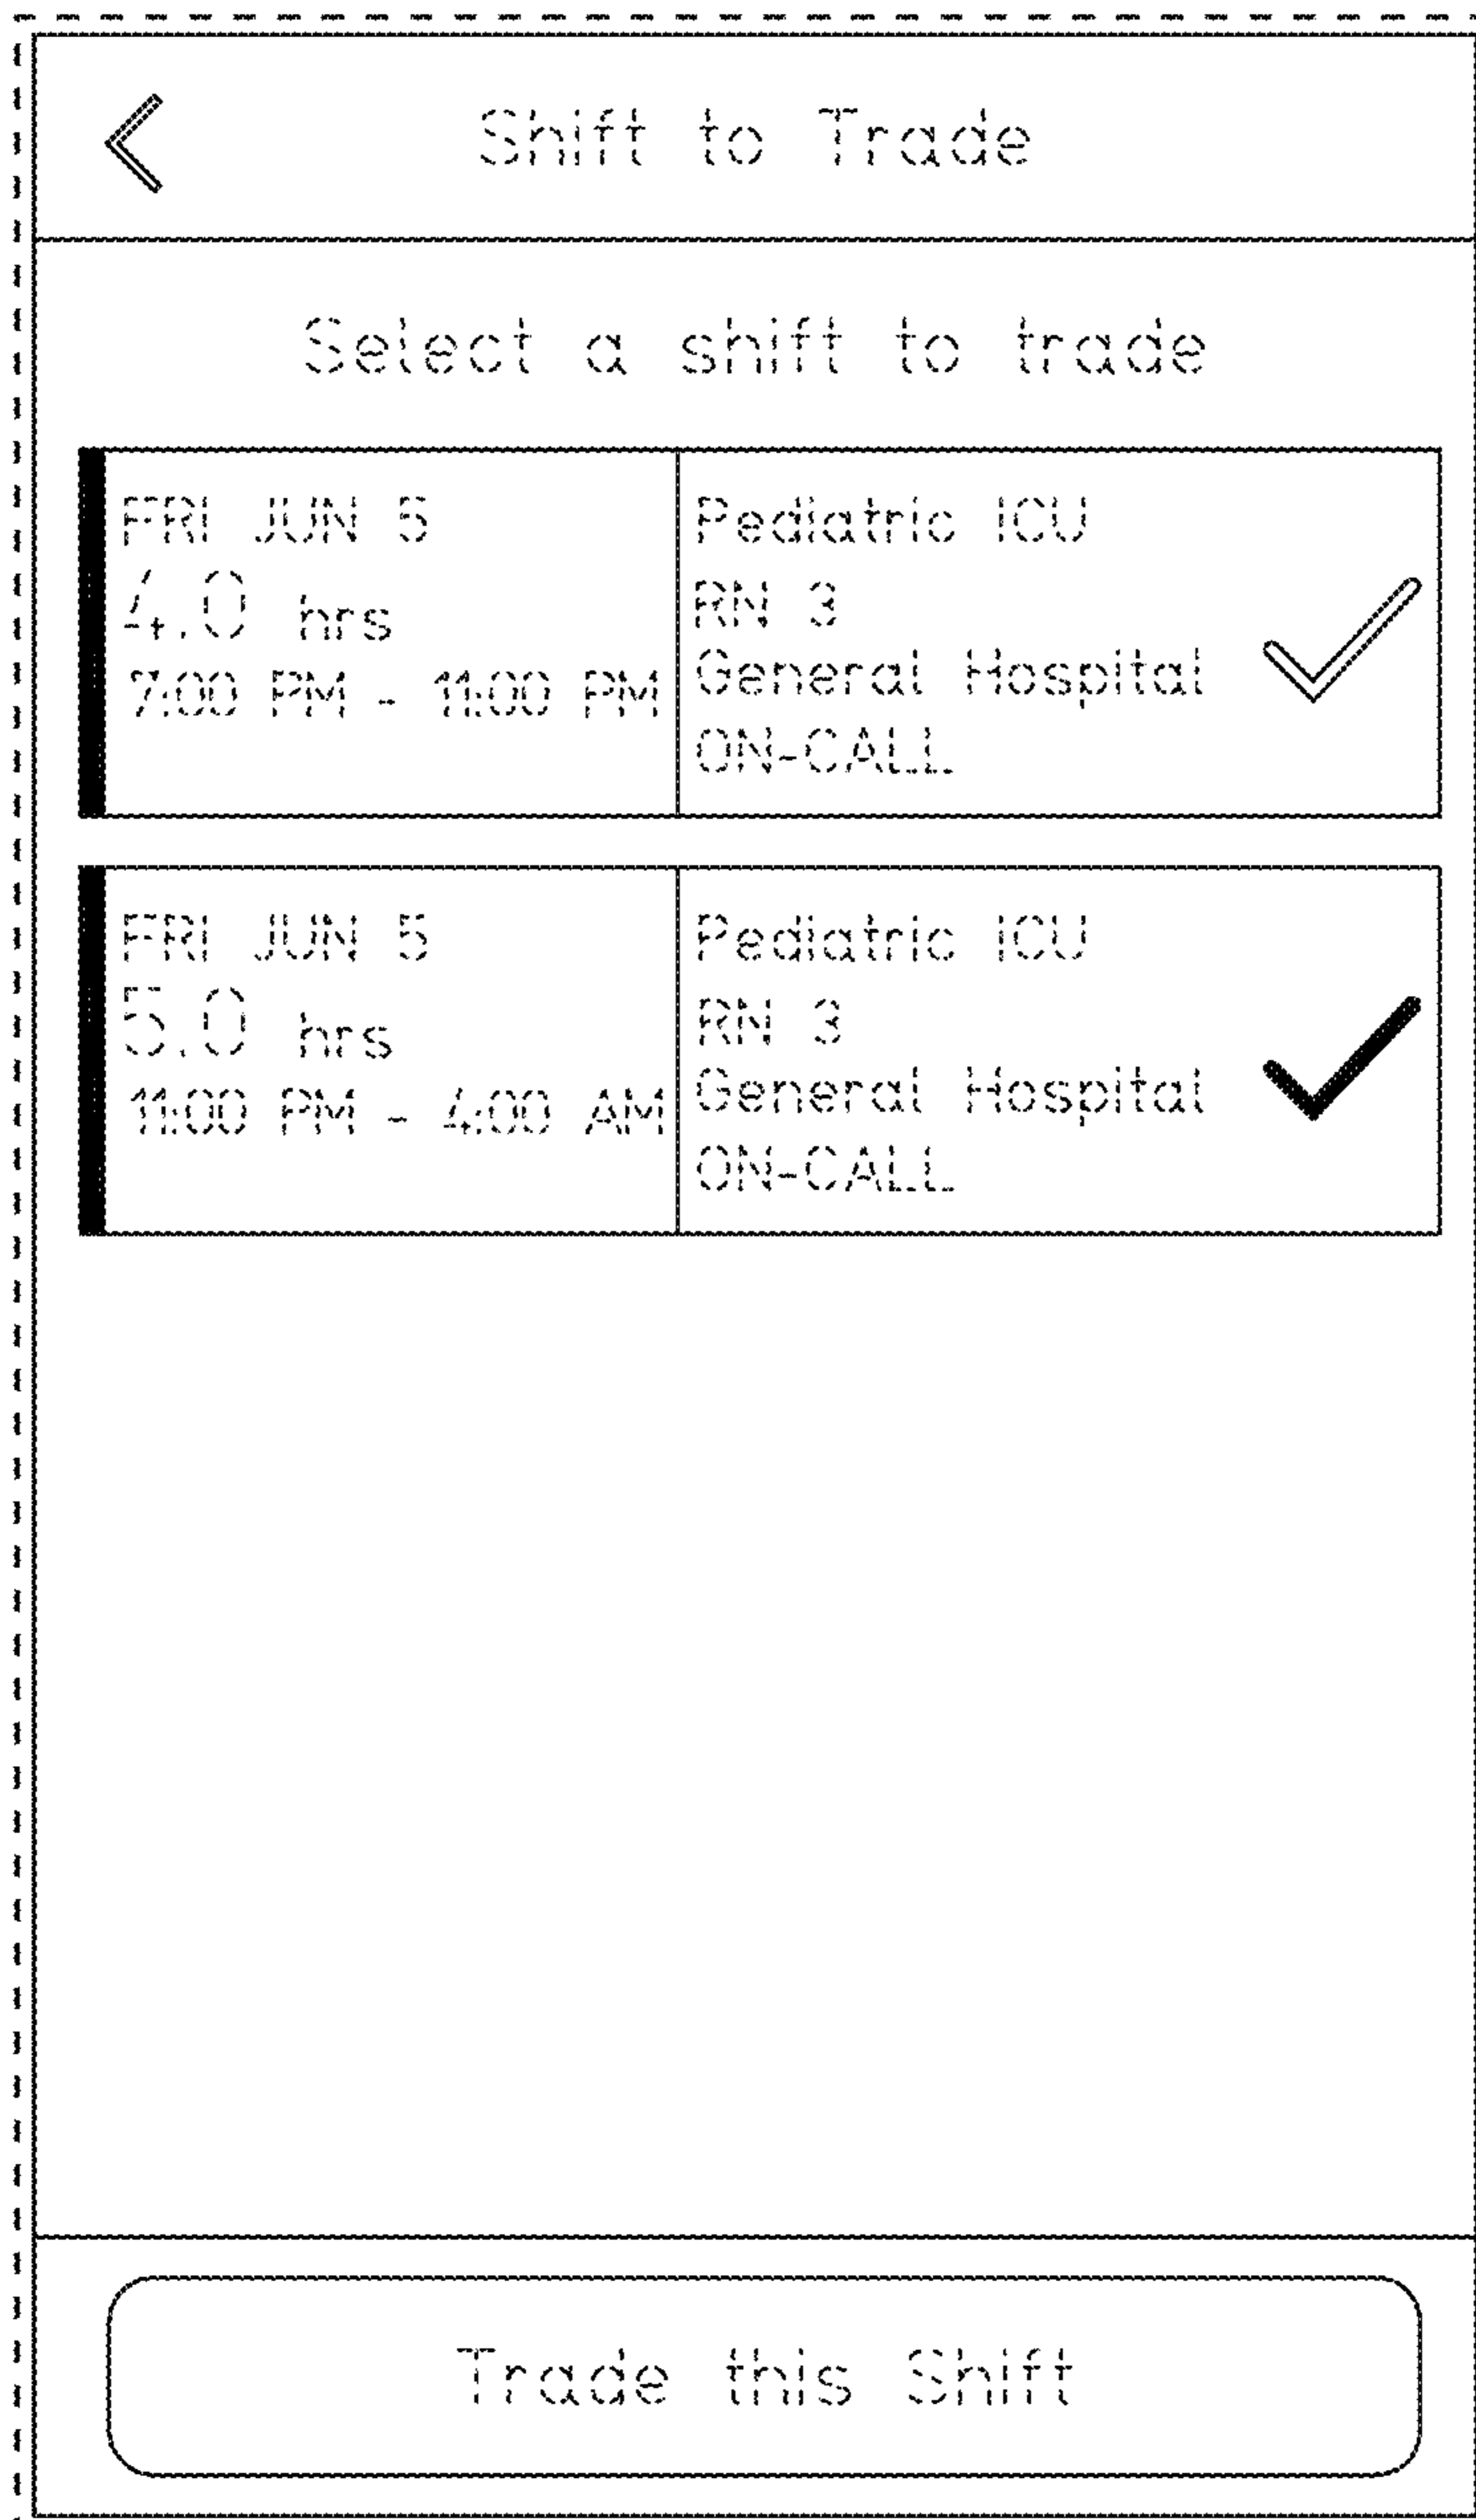 Shift to Trade
Select a shift to trade
FRI JUN 5
4.0 hrs
7:00 PM - 11:00 PM
Pediatric ICU
RN 3
General Hospital
ON-CALL
FRI JUN 5
5.0 hrs
11:00 PM - 4:00 AM
Pediatric ICU
RN 3
General Hospital
ON-CALL
Trade this Shift